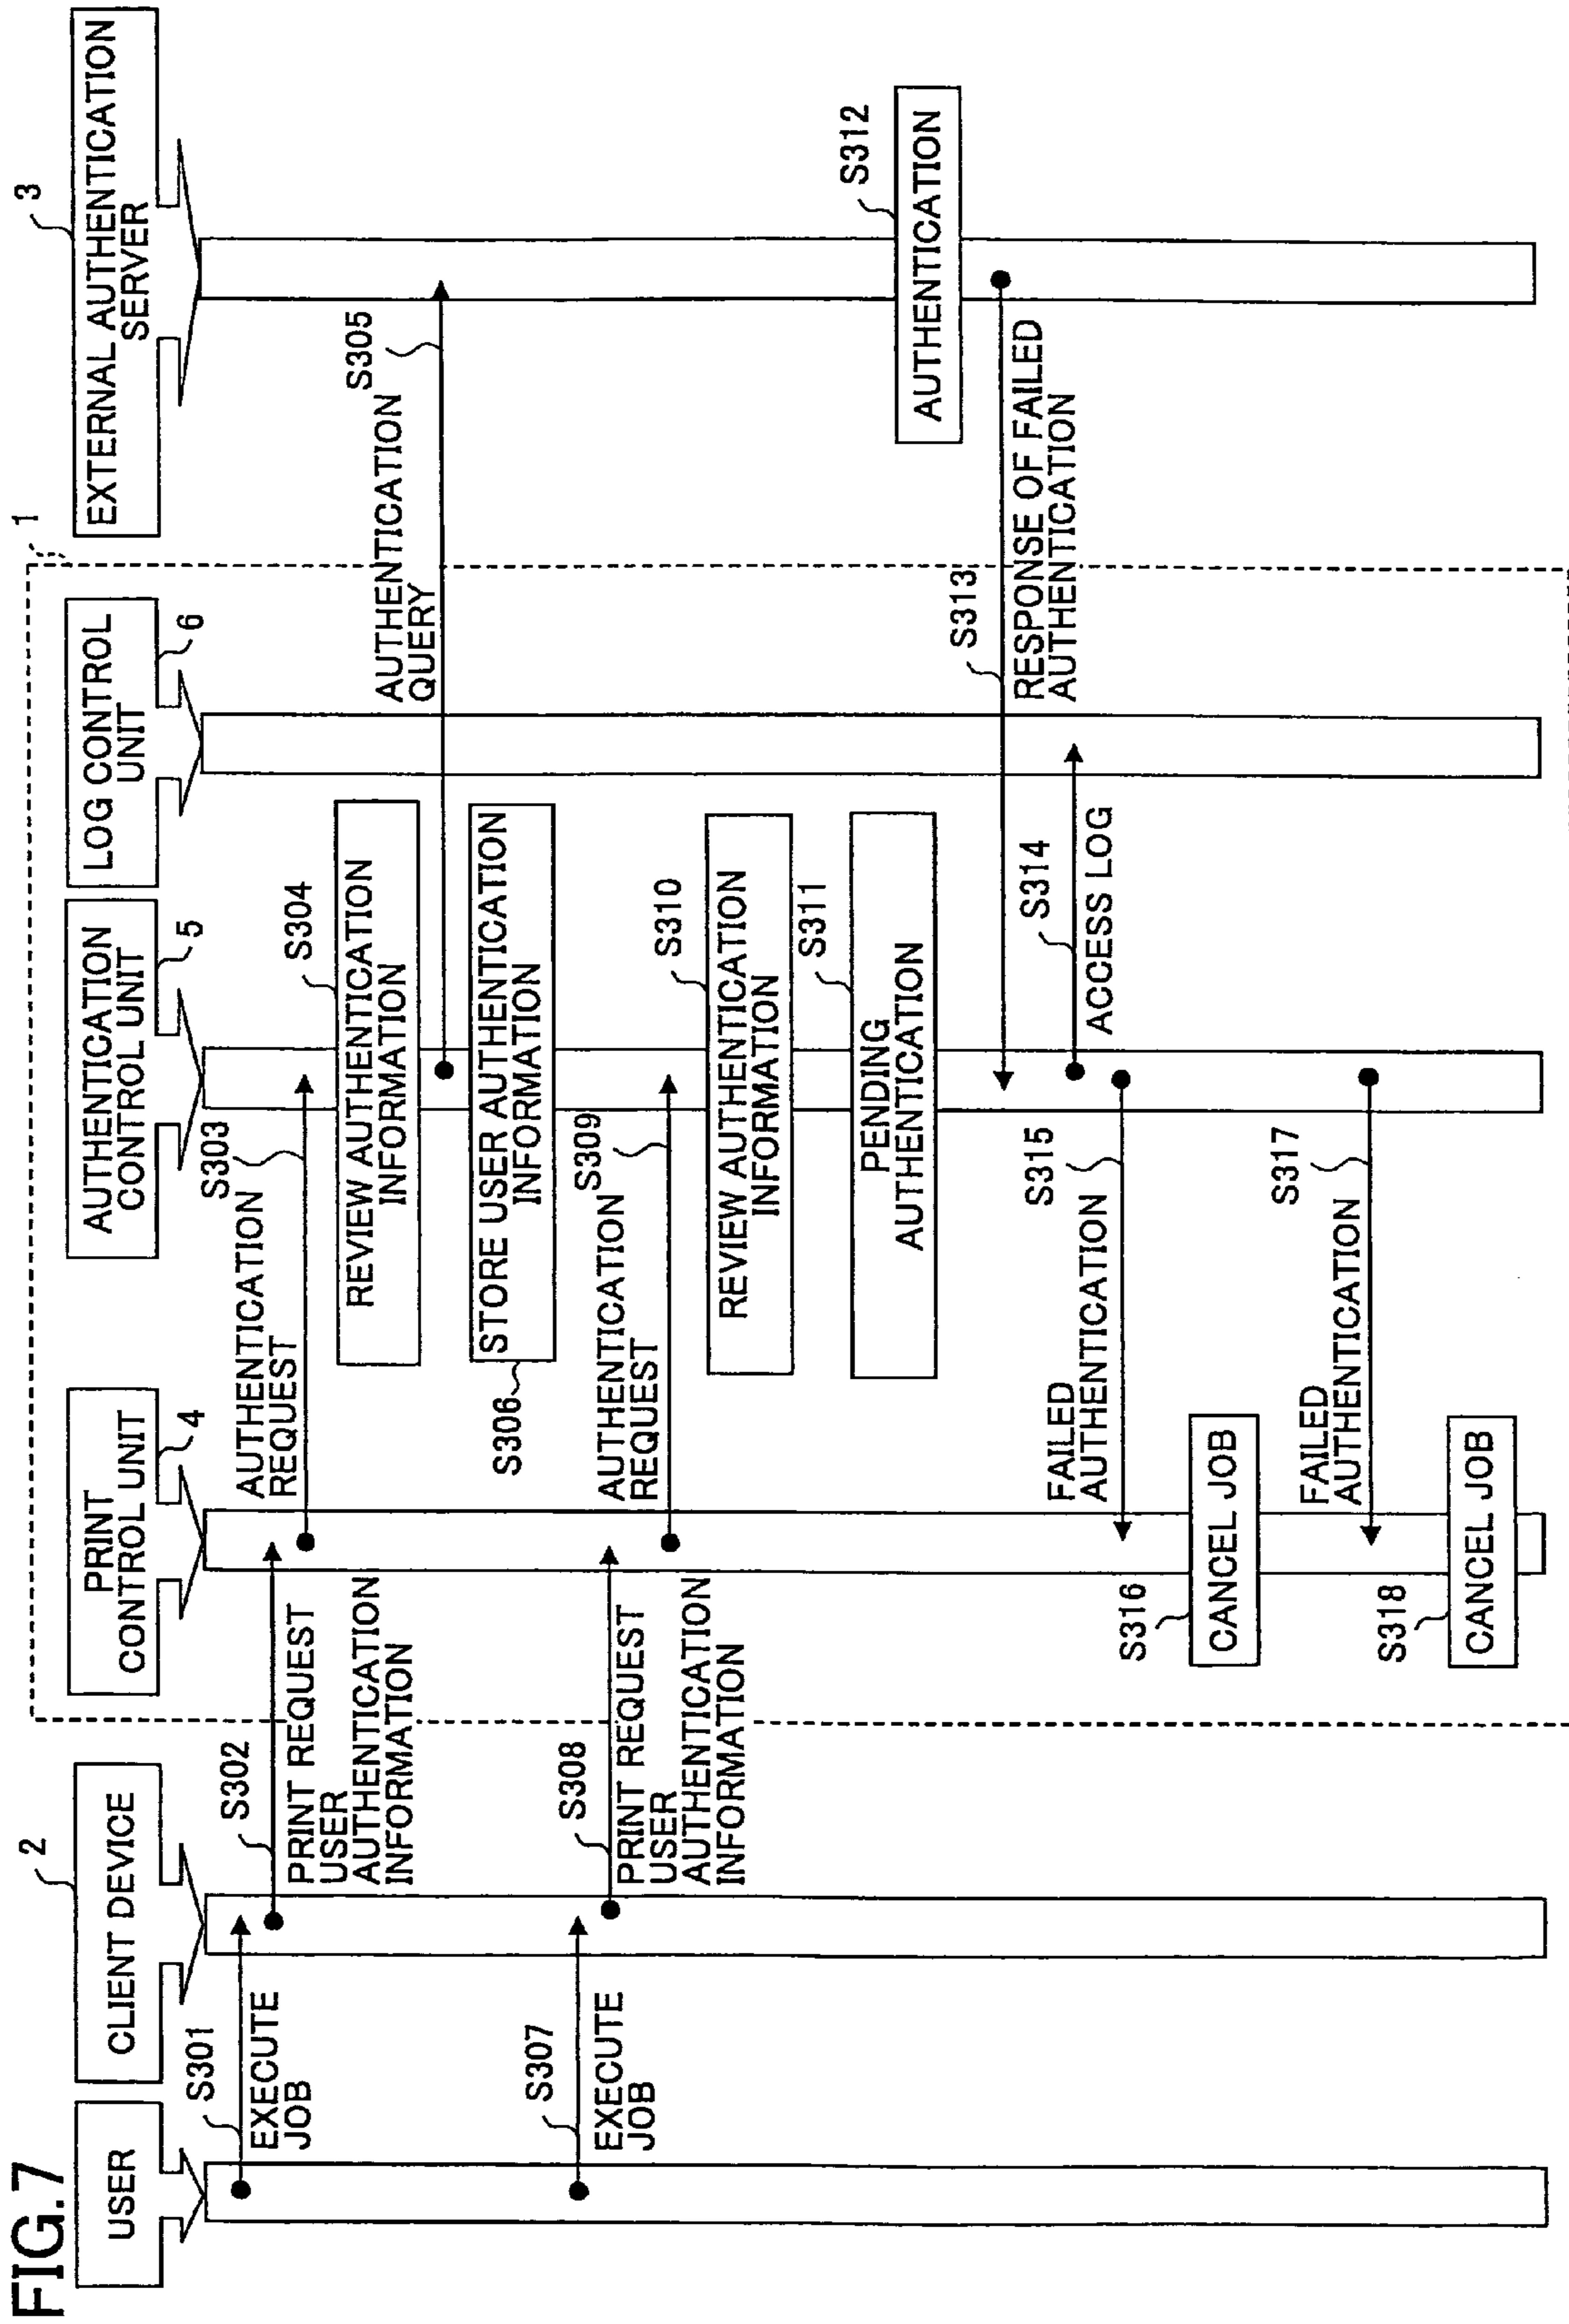 FIG.7
USER
CLIENT DEVICE
2
PRINT
CONTROL UNIT
4
AUTHENTICATION
CONTROL UNIT
5
LOG CONTROL
UNIT
6
1
EXTERNAL AUTHENTICATION
SERVER
3
S301
EXECUTE
JOB
S302
PRINT REQUEST
USER
AUTHENTICATION
INFORMATION
S303
AUTHENTICATION
REQUEST
S304
REVIEW AUTHENTICATION
INFORMATION
S305
AUTHENTICATION
QUERY
S306
STORE USER AUTHENTICATION
INFORMATION
S307
EXECUTE
JOB
S308
PRINT REQUEST
USER
AUTHENTICATION
INFORMATION
S309
AUTHENTICATION
REQUEST
S310
REVIEW AUTHENTICATION
INFORMATION
S311
PENDING
AUTHENTICATION
S312
AUTHENTICATION
S313
RESPONSE OF FAILED
AUTHENTICATION
S314
ACCESS LOG
S315
FAILED
AUTHENTICATION
S316
CANCEL JOB
S317
FAILED
AUTHENTICATION
S318
CANCEL JOB